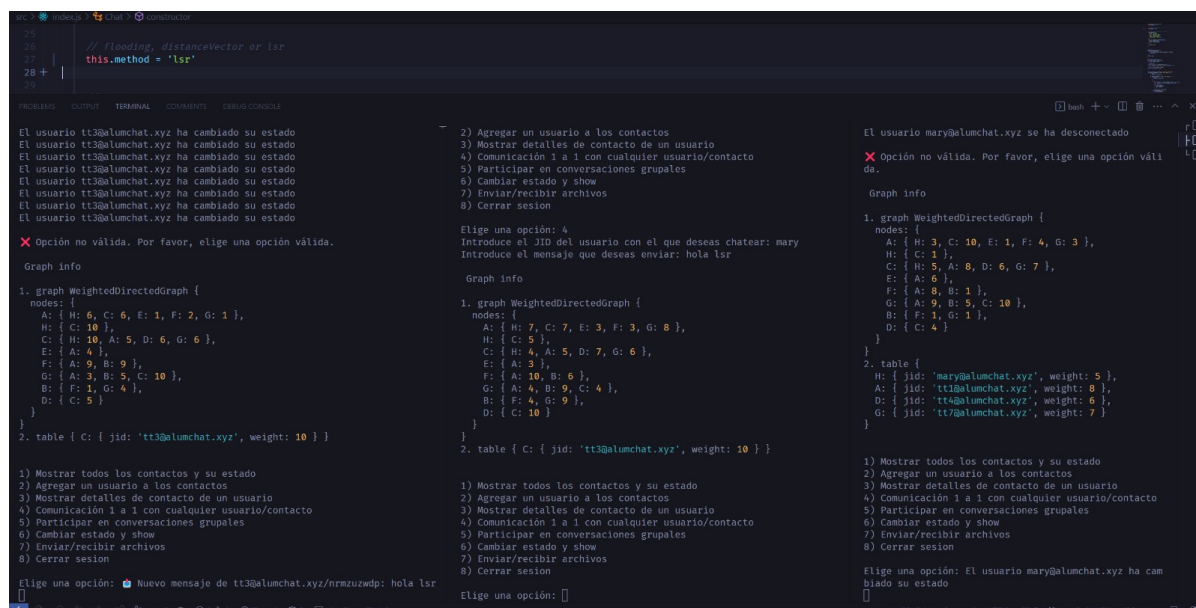 src > index.js > Chat > constructor
25
26 // flooding, distanceVector or lsr
27 this.method = 'lsr'
28
29
PROBLEMS OUTPUT TERMINAL COMMENTS DEBUG CONSOLE
bash
El usuario tt3@alumchat.xyz ha cambiado su estado
El usuario tt3@alumchat.xyz ha cambiado su estado
El usuario tt3@alumchat.xyz ha cambiado su estado
El usuario tt3@alumchat.xyz ha cambiado su estado
El usuario tt3@alumchat.xyz ha cambiado su estado
El usuario tt3@alumchat.xyz ha cambiado su estado
El usuario tt3@alumchat.xyz ha cambiado su estado
El usuario tt3@alumchat.xyz ha cambiado su estado
❌ Opción no válida. Por favor, elige una opción válida.
Graph info
1. graph WeightedDirectedGraph {
nodes: {
A: { H: 6, C: 6, E: 1, F: 2, G: 1 },
H: { C: 10 },
C: { H: 10, A: 5, D: 6, G: 6 },
E: { A: 4 },
F: { A: 9, B: 9 },
G: { A: 3, B: 5, C: 10 },
B: { F: 1, G: 4 },
D: { C: 5 }
}
}
2. table { C: { jid: 'tt3@alumchat.xyz', weight: 10 } }
1) Mostrar todos los contactos y su estado
2) Agregar un usuario a los contactos
3) Mostrar detalles de contacto de un usuario
4) Comunicación 1 a 1 con cualquier usuario/contacto
5) Participar en conversaciones grupales
6) Cambiar estado y show
7) Enviar/recibir archivos
8) Cerrar sesion
Elige una opción: 📩 Nuevo mensaje de tt3@alumchat.xyz/nrmzuzwdp: hola lsr
2) Agregar un usuario a los contactos
3) Mostrar detalles de contacto de un usuario
4) Comunicación 1 a 1 con cualquier usuario/contacto
5) Participar en conversaciones grupales
6) Cambiar estado y show
7) Enviar/recibir archivos
8) Cerrar sesion
Elige una opción: 4
Introduce el JID del usuario con el que deseas chatear: mary
Introduce el mensaje que deseas enviar: hola lsr
Graph info
1. graph WeightedDirectedGraph {
nodes: {
A: { H: 7, C: 7, E: 3, F: 3, G: 8 },
H: { C: 5 },
C: { H: 4, A: 5, D: 7, G: 6 },
E: { A: 3 },
F: { A: 10, B: 6 },
G: { A: 4, B: 9, C: 4 },
B: { F: 4, G: 9 },
D: { C: 10 }
}
}
2. table { C: { jid: 'tt3@alumchat.xyz', weight: 10 } }
1) Mostrar todos los contactos y su estado
2) Agregar un usuario a los contactos
3) Mostrar detalles de contacto de un usuario
4) Comunicación 1 a 1 con cualquier usuario/contacto
5) Participar en conversaciones grupales
6) Cambiar estado y show
7) Enviar/recibir archivos
8) Cerrar sesion
Elige una opción:
El usuario mary@alumchat.xyz se ha desconectado
❌ Opción no válida. Por favor, elige una opción váli
da.
Graph info
1. graph WeightedDirectedGraph {
nodes: {
A: { H: 3, C: 10, E: 1, F: 4, G: 3 },
H: { C: 1 },
C: { H: 5, A: 8, D: 6, G: 7 },
E: { A: 6 },
F: { A: 8, B: 1 },
G: { A: 9, B: 5, C: 10 },
B: { F: 1, G: 1 },
D: { C: 4 }
}
}
2. table {
H: { jid: 'mary@alumchat.xyz', weight: 5 },
A: { jid: 'tt1@alumchat.xyz', weight: 8 },
D: { jid: 'tt4@alumchat.xyz', weight: 6 },
G: { jid: 'tt7@alumchat.xyz', weight: 7 }
}
1) Mostrar todos los contactos y su estado
2) Agregar un usuario a los contactos
3) Mostrar detalles de contacto de un usuario
4) Comunicación 1 a 1 con cualquier usuario/contacto
5) Participar en conversaciones grupales
6) Cambiar estado y show
7) Enviar/recibir archivos
8) Cerrar sesion
Elige una opción: El usuario mary@alumchat.xyz ha cam
biado su estado